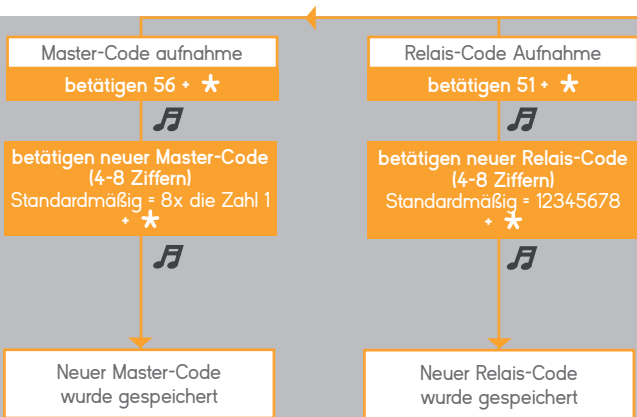 Master-Code aufnahme
betätigen 56 + *
betätigen neuer Master-Code
(4-8 Ziffern)
Standardmäßig = 8x die Zahl 1
+ *
Neuer Master-Code
wurde gespeichert
Relais-Code Aufnahme
betätigen 51 + *
betätigen neuer Relais-Code
(4-8 Ziffern)
Standardmäßig = 12345678
+ *
Neuer Relais-Code
wurde gespeichert